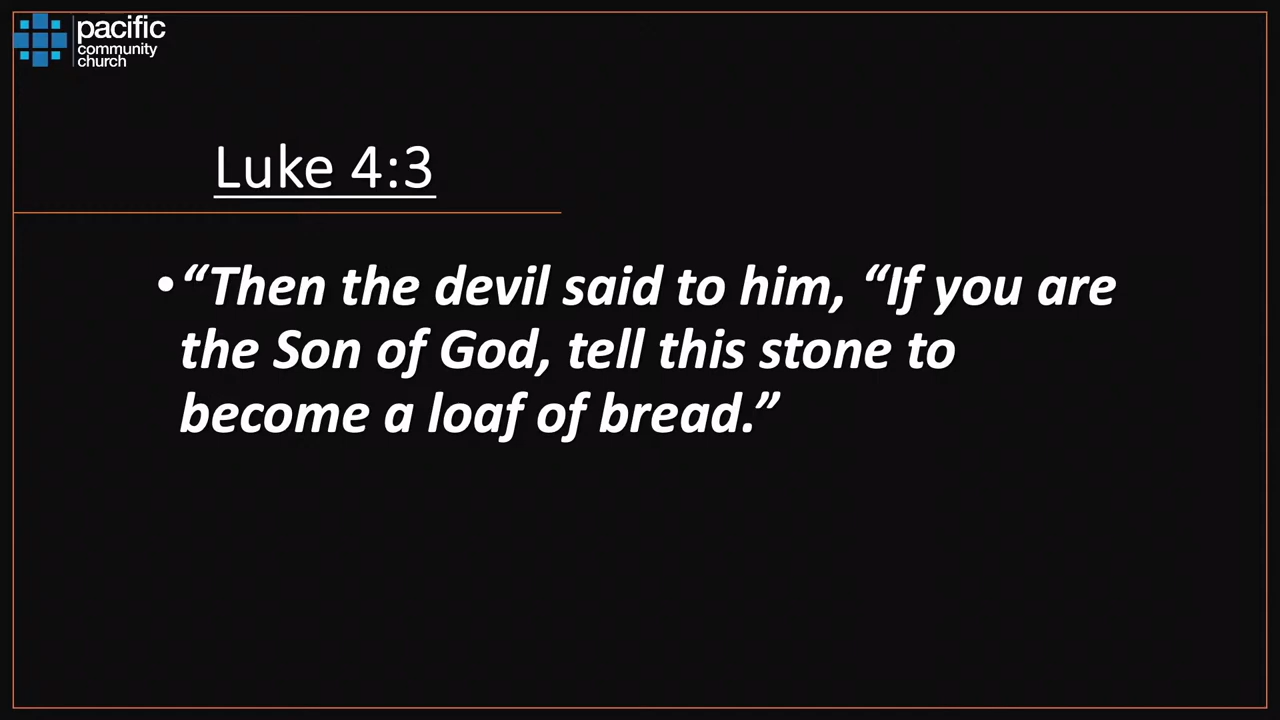 pacific
community
church
Luke 4:3
•“Then the devil said to him, “If you are
the Son of God, tell this stone to
become a loaf of bread.”